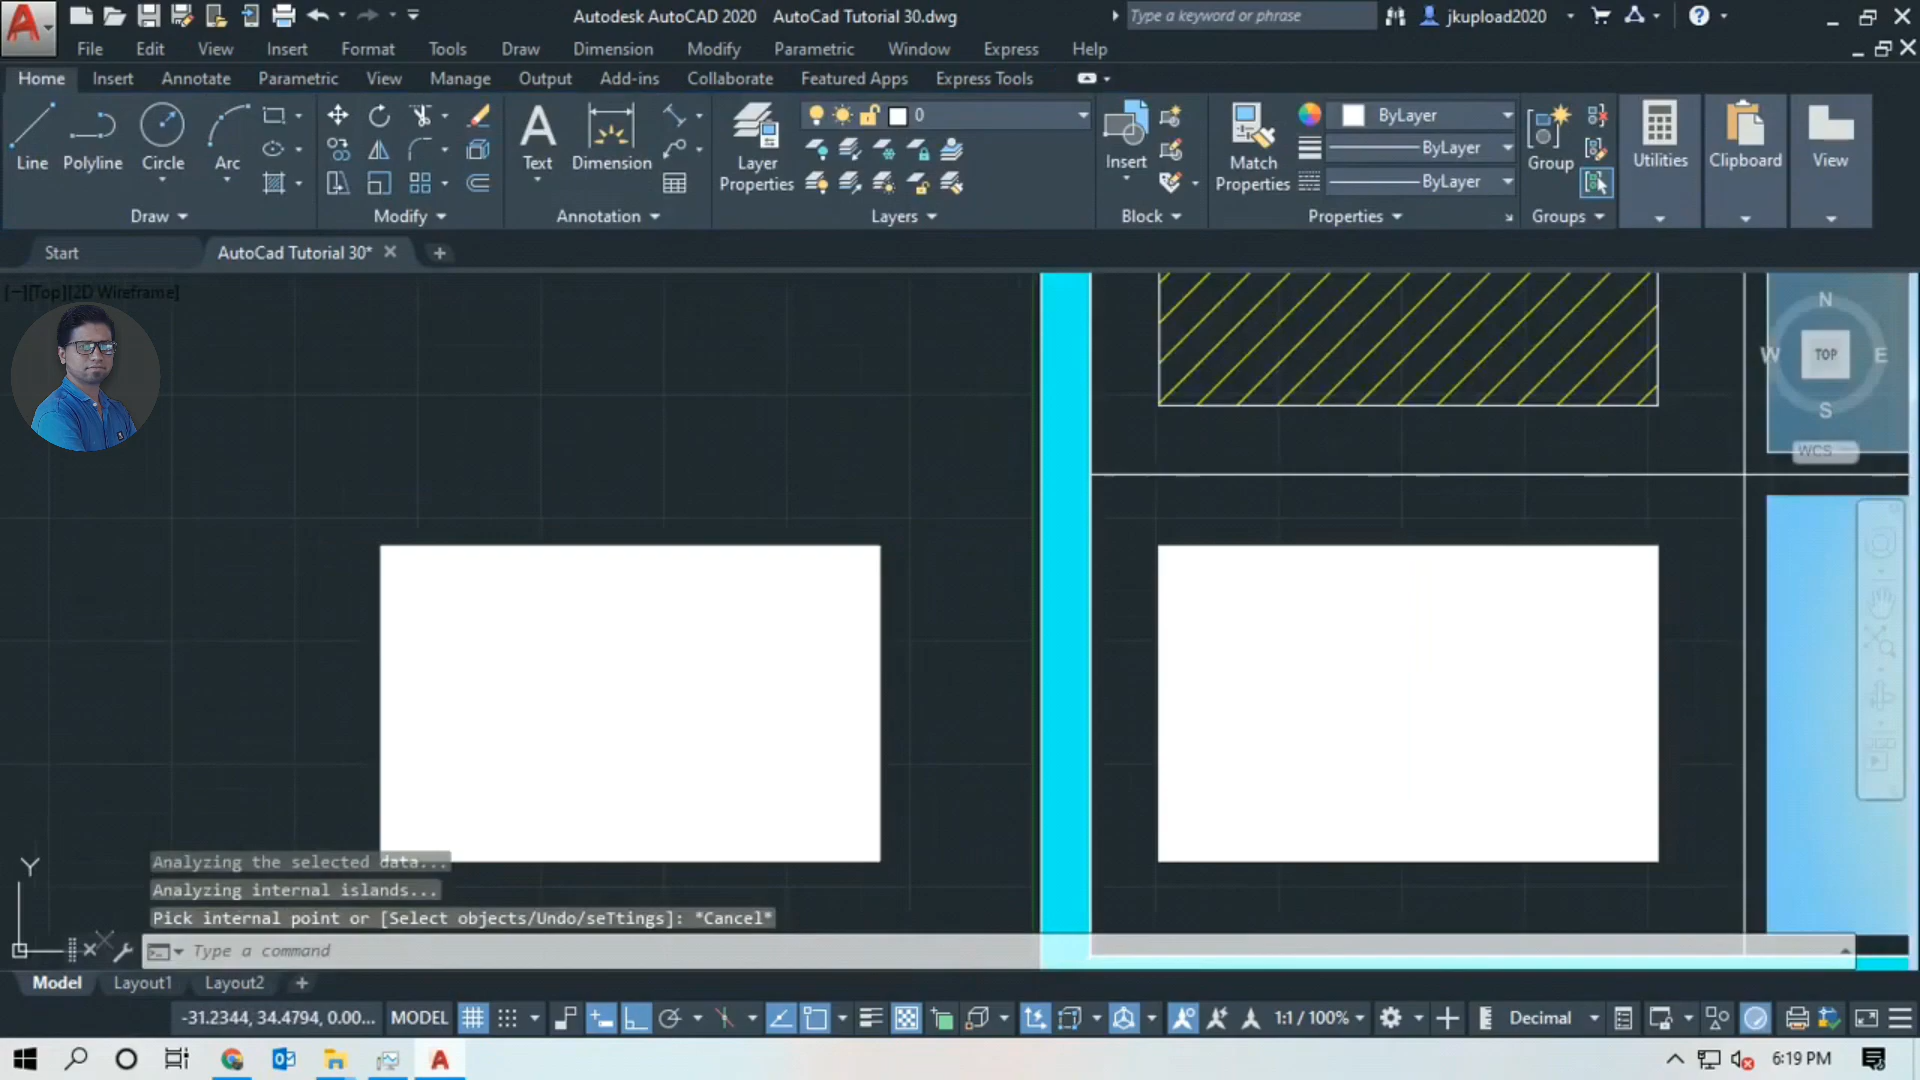 Autodesk AutoCAD 2020 AutoCad Tutorial 30.dwg
Type a keyword or phrase
jkupload2020
File Edit View Insert Format Tools Draw Dimension Modify Parametric Window Express Help
Home Insert Annotate Parametric View Manage Output Add-ins Collaborate Featured Apps Express Tools
0
ByLayer
ByLayer
ByLayer
Line Polyline Circle Arc
Text Dimension
Layer Properties
Insert
Match Properties
Group
Utilities Clipboard View
Draw Modify Annotation Layers Block Properties Groups
Start AutoCad Tutorial 30*
[−][Top][2D Wireframe]
N
W TOP E
S
WCS
Analyzing the selected data...
Analyzing internal islands...
Pick internal point or [Select objects/Undo/seTtings]: *Cancel*
Y
Type a command
Model Layout1 Layout2
-31.2344, 34.4794, 0.00... MODEL 1:1 / 100% Decimal
6:19 PM